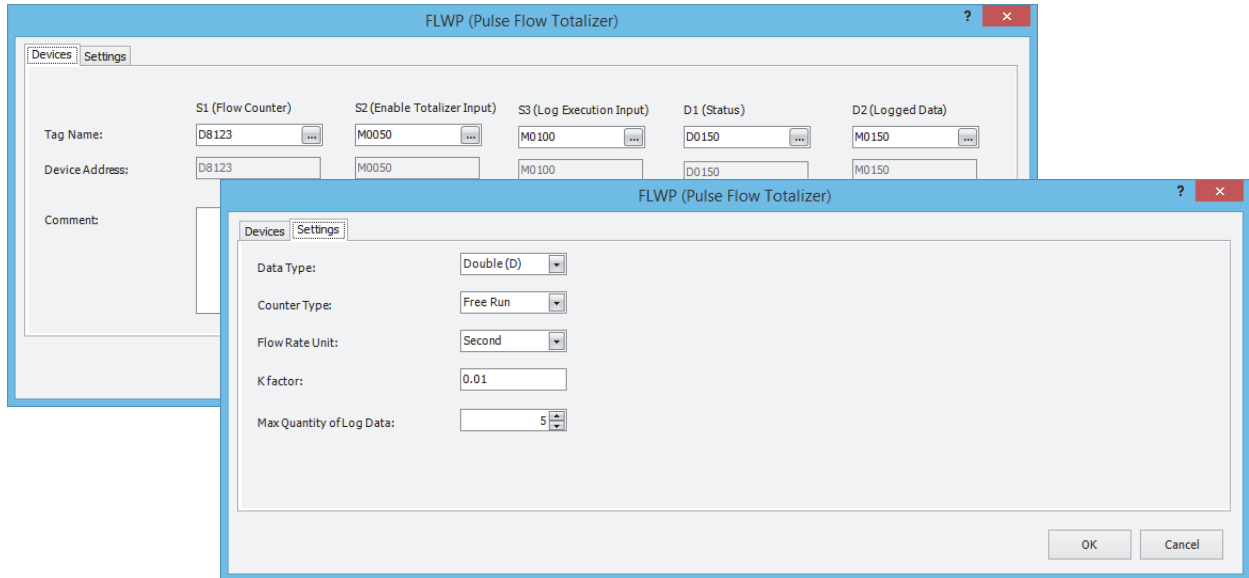 FLWP (Pulse Flow Totalizer)
?
Devices Settings
S1 (Flow Counter) S2 (Enable Totalizer Input) S3 (Log Execution Input) D1 (Status) D2 (Logged Data)
Tag Name: D8123 ... M0050 ... M0100 ... D0150 ... M0150 ...
Device Address: D8123 M0050 M0100 D0150 M0150
Comment:
FLWP (Pulse Flow Totalizer)
?
Devices Settings
Data Type: Double (D)
Counter Type: Free Run
Flow Rate Unit: Second
K factor: 0.01
Max Quantity of Log Data: 5
OK Cancel